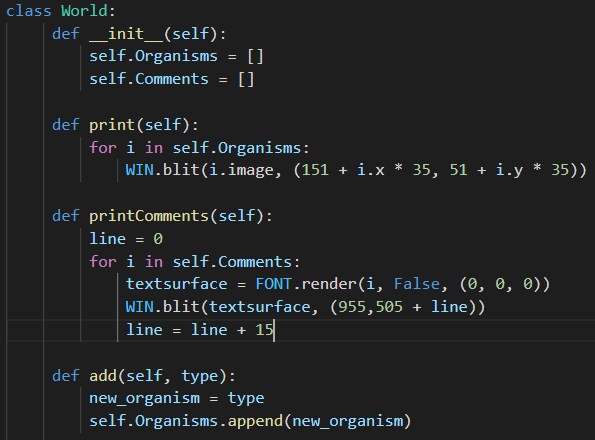 class World:
    def __init__(self):
        self.Organisms = []
        self.Comments = []
    def print(self):
        for i in self.Organisms:
            WIN.blit(i.image, (151 + i.x * 35, 51 + i.y * 35))
    def printComments(self):
        line = 0
        for i in self.Comments:
            textsurface = FONT.render(i, False, (0, 0, 0))
            WIN.blit(textsurface, (955,505 + line))
            line = line + 15
    def add(self, type):
        new_organism = type
        self.Organisms.append(new_organism)